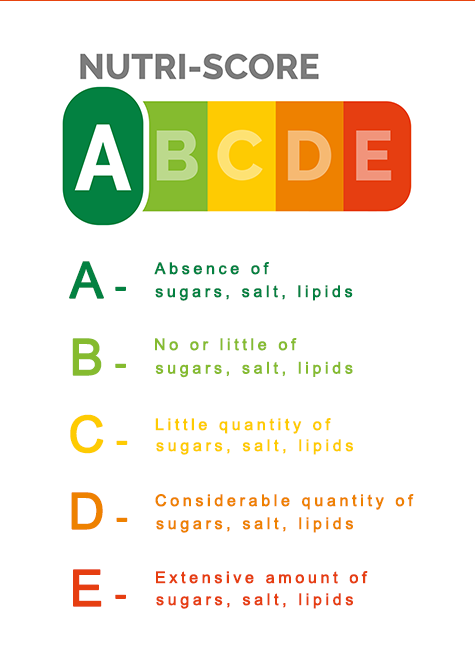 NUTRI-SCORE
A B C D E
A - Absence of
sugars, salt, lipids
B - No or little of
sugars, salt, lipids
C - Little quantity of
sugars, salt, lipids
D - Considerable quantity of
sugars, salt, lipids
E - Extensive amount of
sugars, salt, lipids